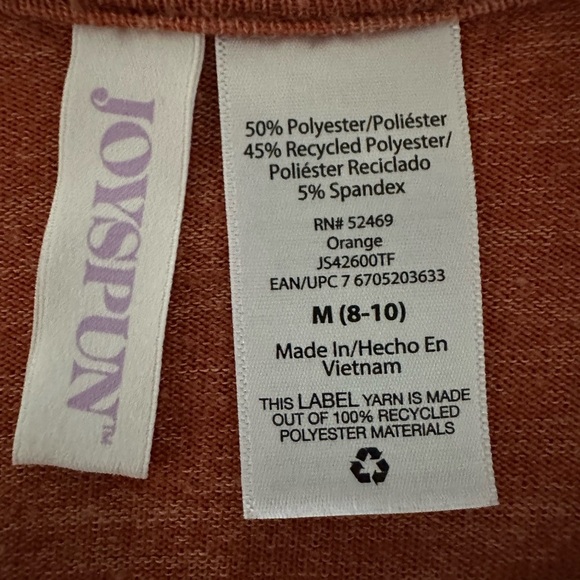 JOYSPUN™
50% Polyester/Poliéster
45% Recycled Polyester/
Poliéster Reciclado
5% Spandex
RN# 52469
Orange
JS42600TF
EAN/UPC 7 6705203633
M (8-10)
Made In/Hecho En
Vietnam
THIS LABEL YARN IS MADE
OUT OF 100% RECYCLED
POLYESTER MATERIALS